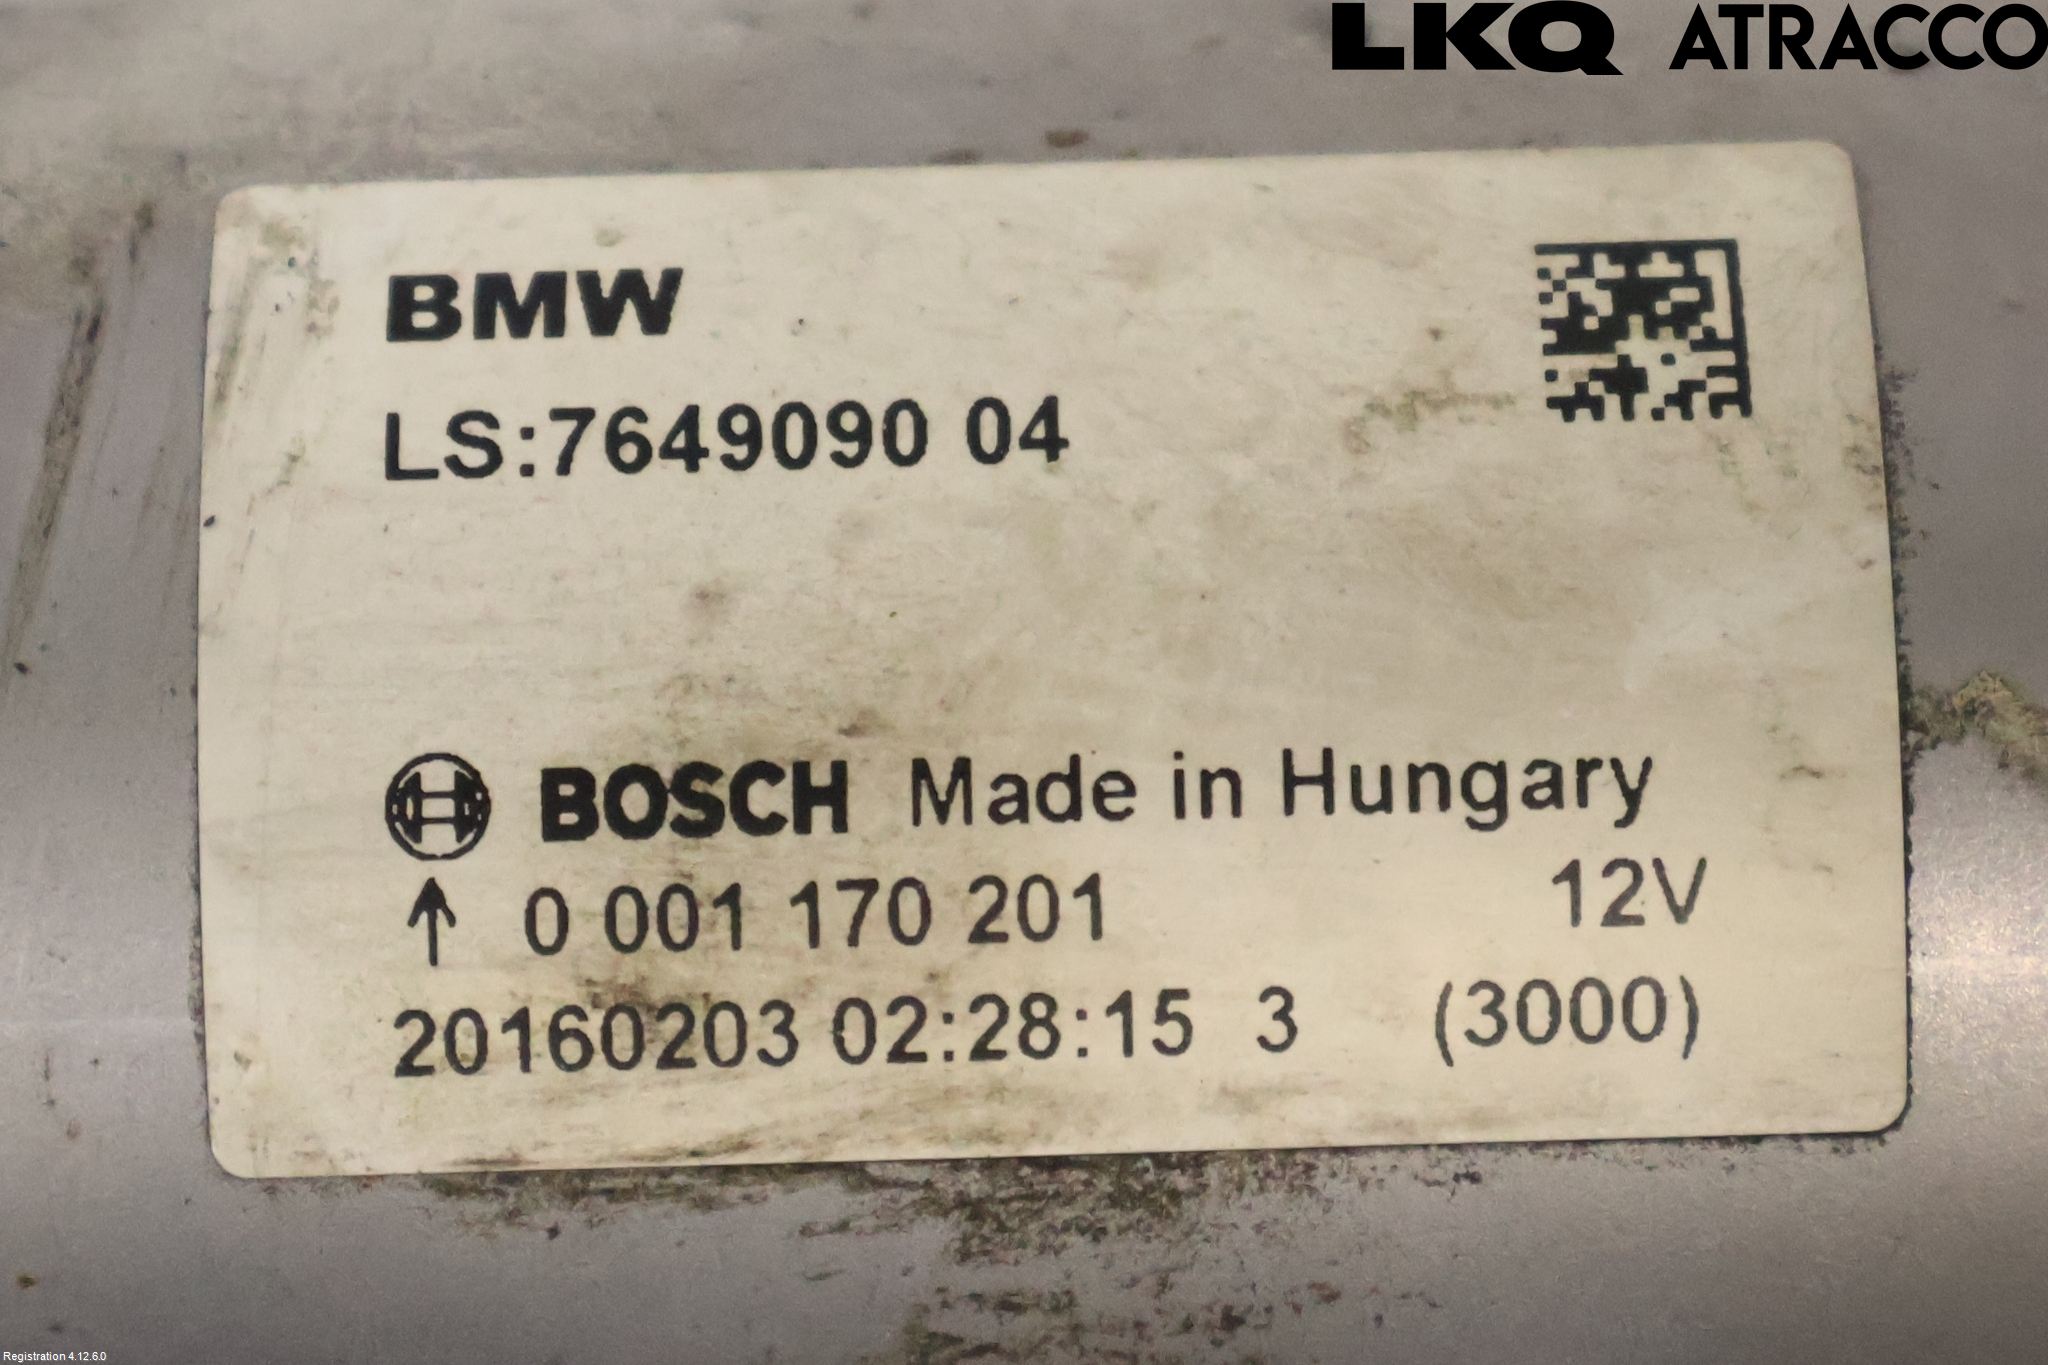 LKQ ATRACCO
BMW
LS:7649090 04
BOSCH Made in Hungary
↑ 0 001 170 201 12V
20160203 02:28:15 3 (3000)
Registration 4.12.6.0